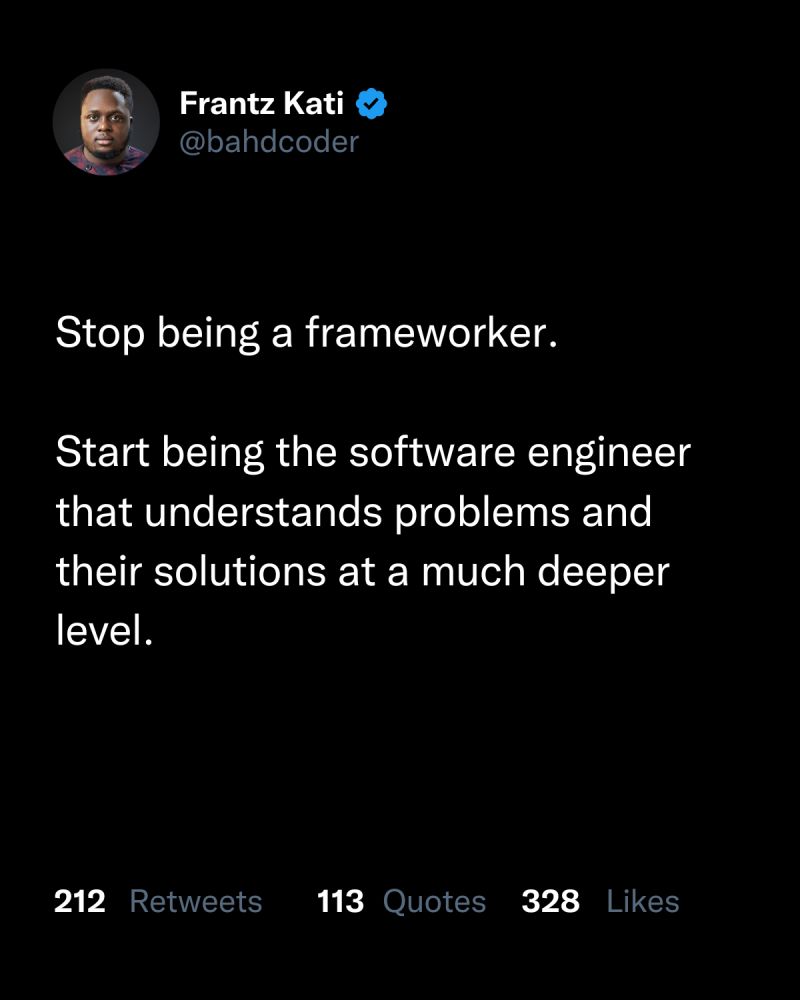 Frantz Kati
@bahdcoder
Stop being a frameworker.
Start being the software engineer
that understands problems and
their solutions at a much deeper
level.
212 Retweets 113 Quotes 328 Likes